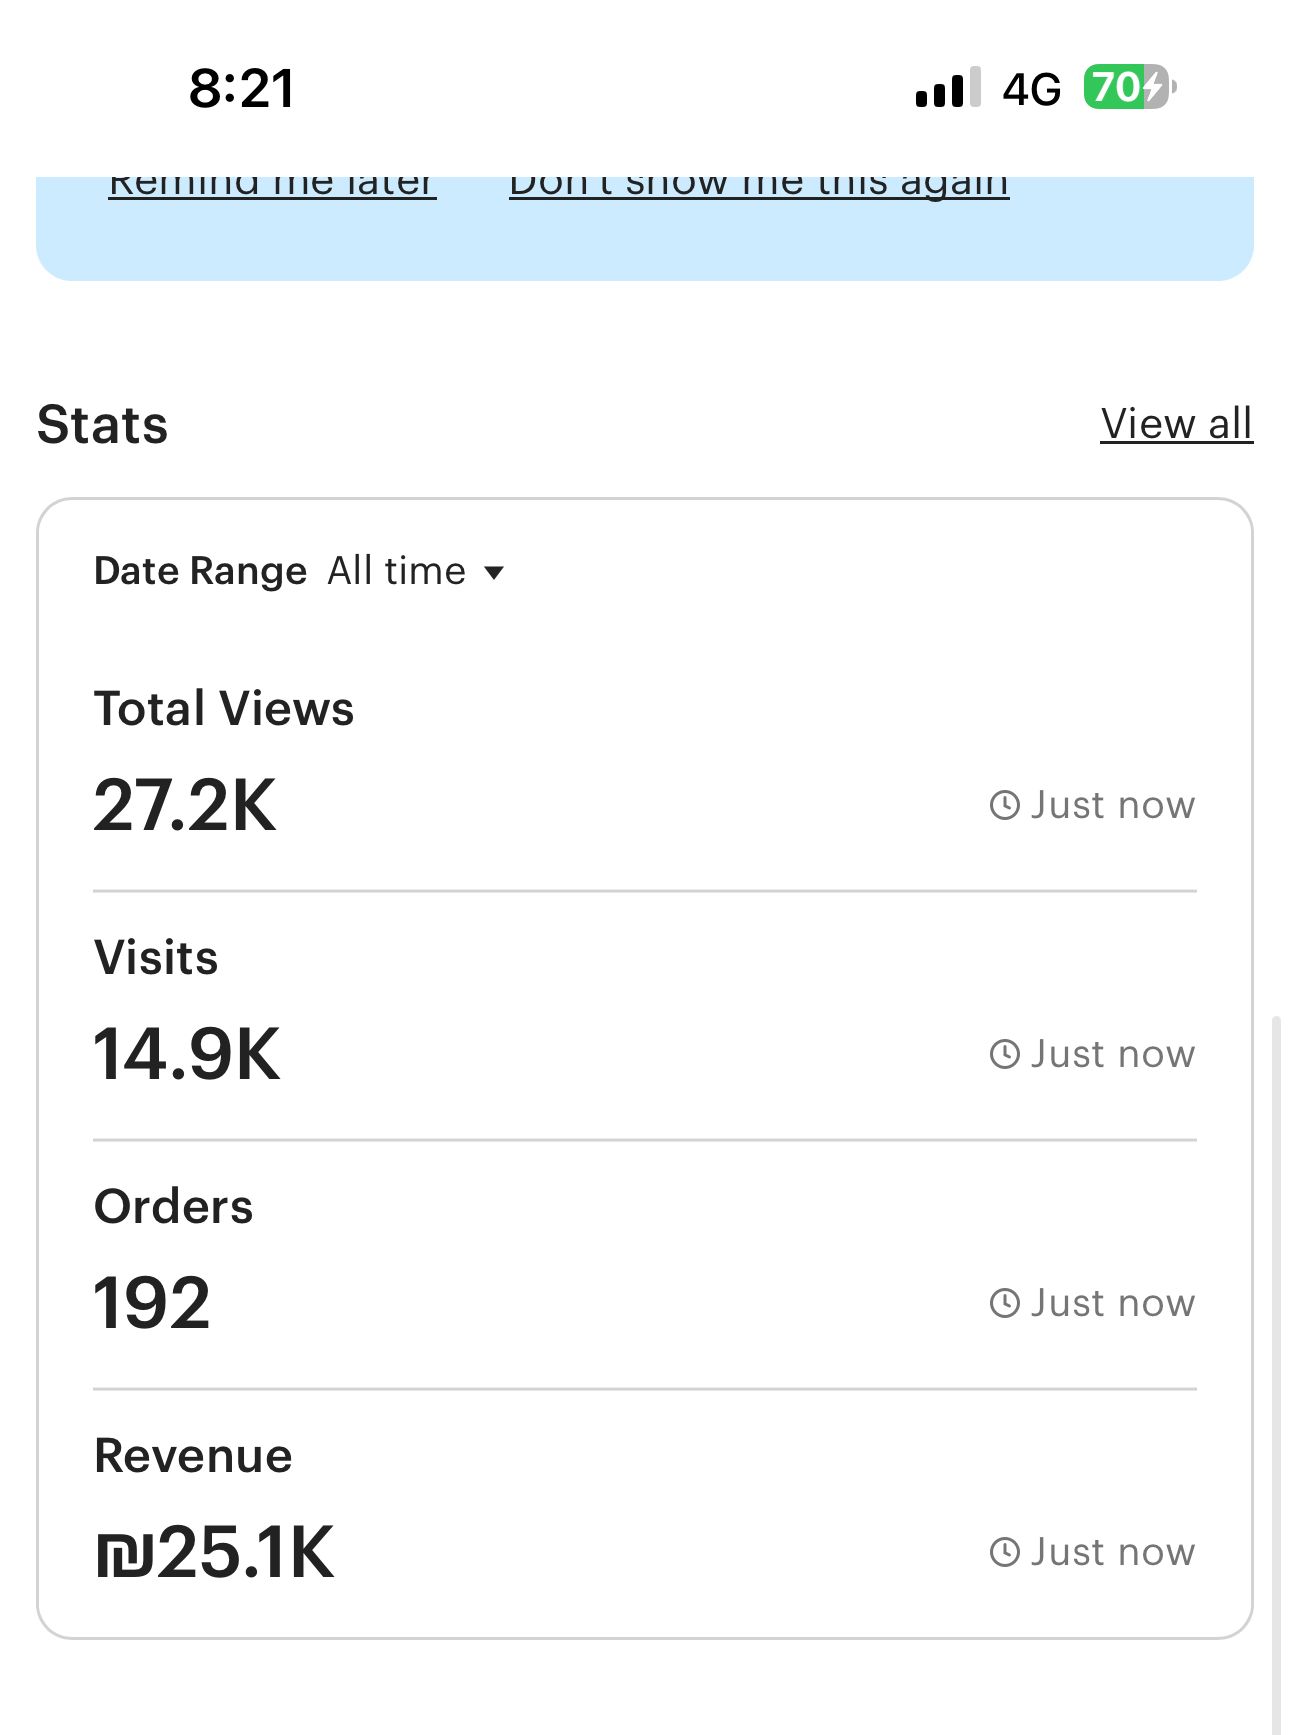 8:21
4G 70
Remind me later Don't show me this again
Stats
View all
Date Range All time
Total Views
27.2K
Just now
Visits
14.9K
Just now
Orders
192
Just now
Revenue
₪25.1K
Just now